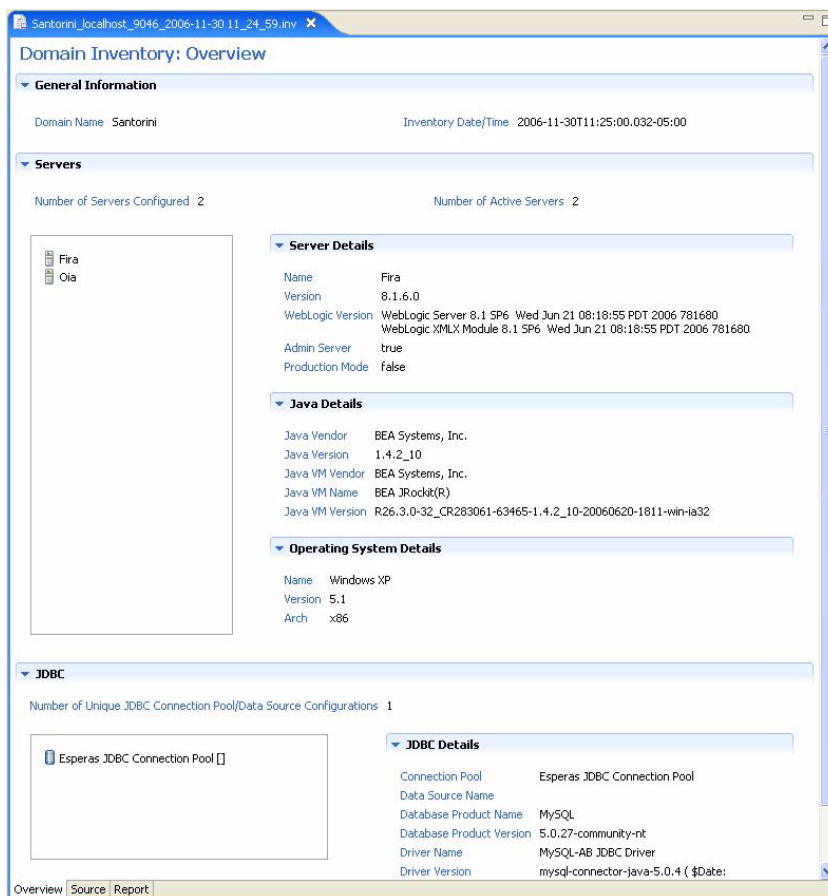 Santorini_localhost_9046_2006-11-30 11_24_59.inv
Domain Inventory: Overview
General Information
Domain Name Santorini
Inventory Date/Time 2006-11-30T11:25:00.032-05:00
Servers
Number of Servers Configured 2
Number of Active Servers 2
Fira
Oia
Server Details
Name Fira
Version 8.1.6.0
WebLogic Version WebLogic Server 8.1 SP6 Wed Jun 21 08:18:55 PDT 2006 781680
WebLogic XMLX Module 8.1 SP6 Wed Jun 21 08:18:55 PDT 2006 781680
Admin Server true
Production Mode false
Java Details
Java Vendor BEA Systems, Inc.
Java Version 1.4.2_10
Java VM Vendor BEA Systems, Inc.
Java VM Name BEA JRockit(R)
Java VM Version R26.3.0-32_CR283061-63465-1.4.2_10-20060620-1811-win-ia32
Operating System Details
Name Windows XP
Version 5.1
Arch x86
JDBC
Number of Unique JDBC Connection Pool/Data Source Configurations 1
Esperas JDBC Connection Pool []
JDBC Details
Connection Pool Esperas JDBC Connection Pool
Data Source Name
Database Product Name MySQL
Database Product Version 5.0.27-community-nt
Driver Name MySQL-AB JDBC Driver
Driver Version mysql-connector-java-5.0.4 ( $Date:
Overview Source Report